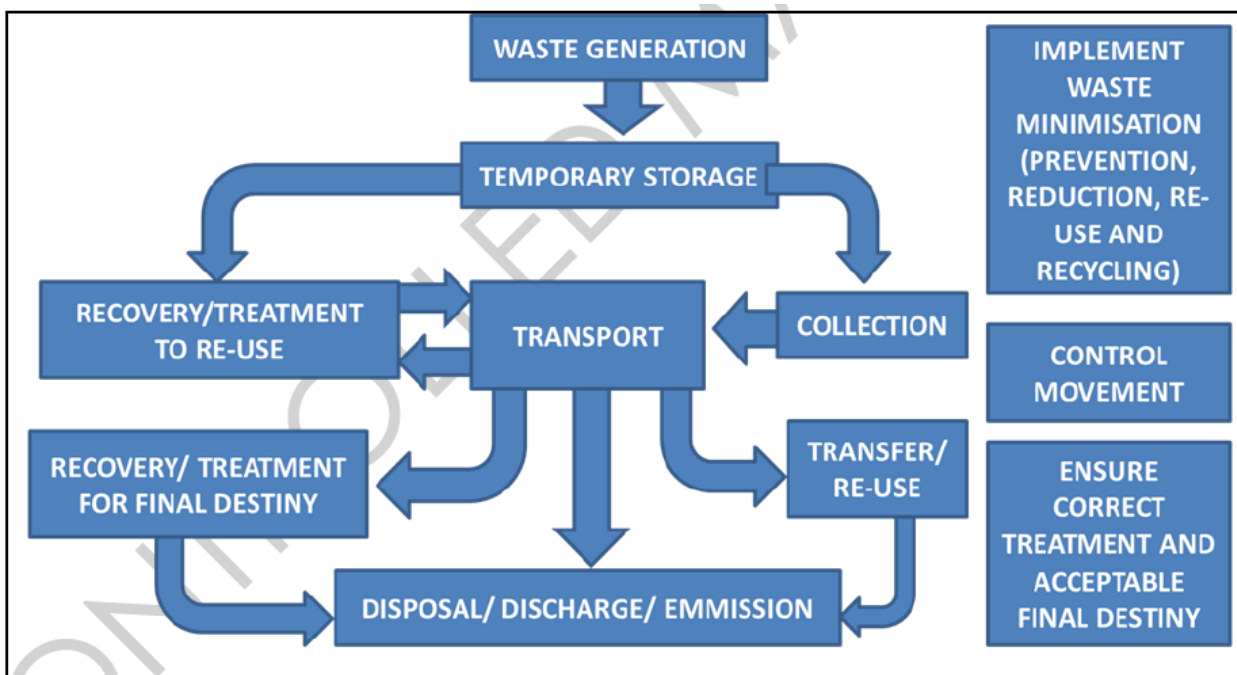 WASTE GENERATION
TEMPORARY STORAGE
RECOVERY/TREATMENT
TO RE-USE
TRANSPORT
COLLECTION
RECOVERY/ TREATMENT
FOR FINAL DESTINY
TRANSFER/
RE-USE
DISPOSAL/ DISCHARGE/ EMMISSION
IMPLEMENT
WASTE
MINIMISATION
(PREVENTION,
REDUCTION, RE-
USE AND
RECYCLING)
CONTROL
MOVEMENT
ENSURE
CORRECT
TREATMENT AND
ACCEPTABLE
FINAL DESTINY